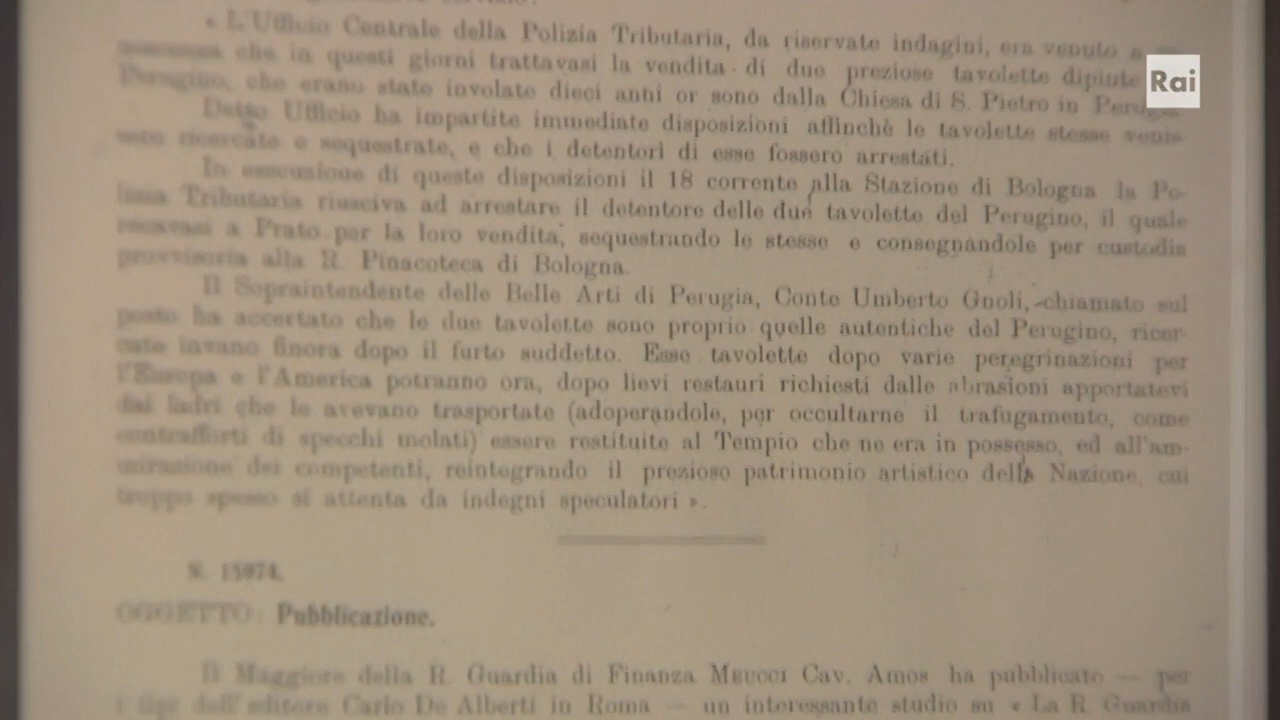 « L'Ufficio Centrale della Polizia Tributaria, da riservate indagini, era venuto a
che in questi giorni trattavasi la vendita di due preziose tavolette dipinte
Rai
Perugino, che erano state involate dieci anni or sono dalla Chiesa di S. Pietro in
Detto Ufficio ha impartite immediate disposizioni affinchè le tavolette stesse venis-
sero ricercate e sequestrate, e che i detentori di esse fossero arrestati.
In esecusione di queste disposizioni il 18 corrente alla Stazione di Bologna la Po-
lizia Tributaria riusciva ad arrestare il detentore delle due tavolette del Perugino, il quale
recavasi a Prato per la loro vendita, sequestrando le stesse e consegnandole per custodia
provvisoria alla R. Pinacoteca di Bologna.
Il Sopraintendente delle Belle Arti di Perugia, Conte Umberto Gnoli, chiamato sul
posto ha accertato che le due tavolette sono proprio quelle autentiche del Perugino, ricer-
cate invano finora dopo il furto suddetto. Esse tavolette dopo varie peregrinazioni per
l'Europa e l'America potranno ora, dopo lievi restauri richiesti dalle abrasioni apportatevi
dai ladri che le avevano trasportate (adoperandole, per occultarne il trafugamento, come
contrafforti di specchi molati) essere restituite al Tempio che ne era in possesso, ed all'am-
mirazione dei competenti, reintegrando il prezioso patrimonio artistico della Nazione, cui
troppo spesso si attenta da indegni speculatori ».
N. 15974.
OGGETTO: Pubblicazione.
Il Maggiore della R. Guardia di Finanza Meucci Cav. Amos ha pubblicato — per
i tipi dell'editore Carlo De Alberti in Roma — un interessante studio su « La R. Guardia